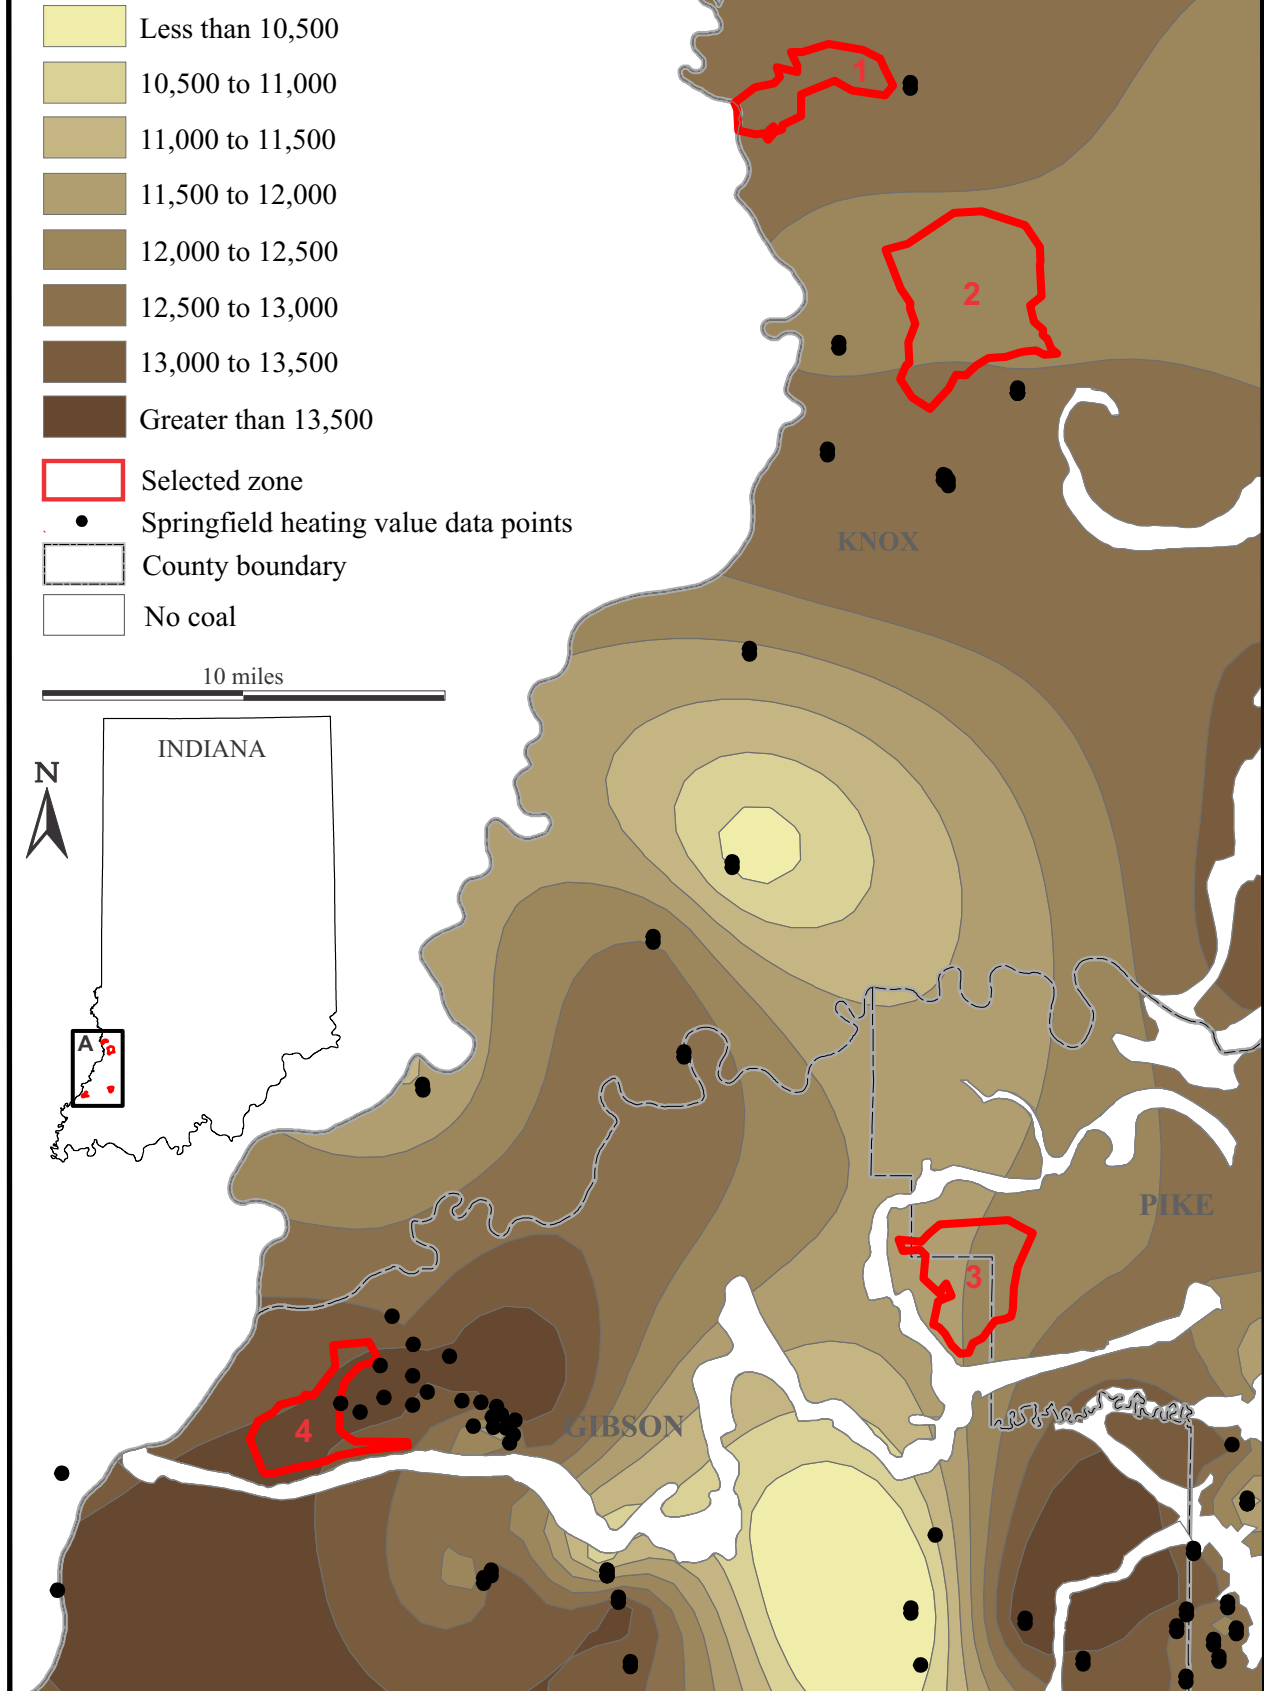 Less than 10,500
10,500 to 11,000
11,000 to 11,500
11,500 to 12,000
12,000 to 12,500
12,500 to 13,000
13,000 to 13,500
Greater than 13,500
Selected zone
Springfield heating value data points
County boundary
No coal
10 miles
INDIANA
N
A
1
2
KNOX
PIKE
3
GIBSON
4